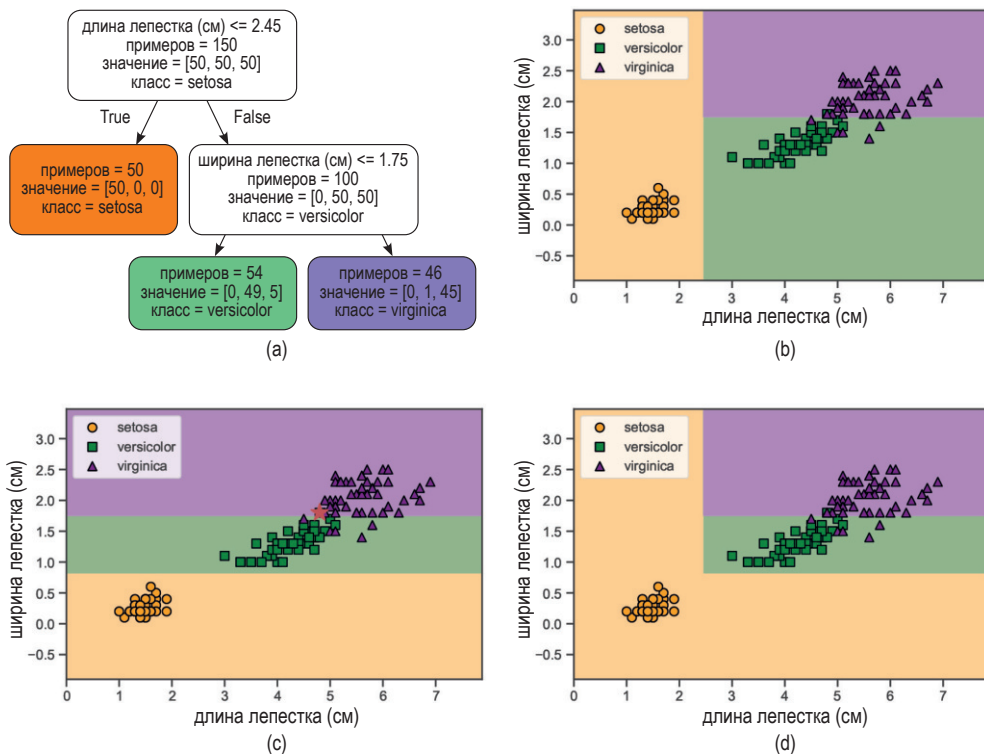 длина лепестка (см) <= 2.45
примеров = 150
значение = [50, 50, 50]
класс = setosa
True
False
примеров = 50
значение = [50, 0, 0]
класс = setosa
ширина лепестка (см) <= 1.75
примеров = 100
значение = [0, 50, 50]
класс = versicolor
примеров = 54
значение = [0, 49, 5]
класс = versicolor
примеров = 46
значение = [0, 1, 45]
класс = virginica
(a)
ширина лепестка (см)
3.0
2.5
2.0
1.5
1.0
0.5
0.0
−0.5
setosa
versicolor
virginica
0 1 2 3 4 5 6 7
длина лепестка (см)
(b)
ширина лепестка (см)
3.0
2.5
2.0
1.5
1.0
0.5
0.0
−0.5
setosa
versicolor
virginica
0 1 2 3 4 5 6 7
длина лепестка (см)
(c)
ширина лепестка (см)
3.0
2.5
2.0
1.5
1.0
0.5
0.0
−0.5
setosa
versicolor
virginica
0 1 2 3 4 5 6 7
длина лепестка (см)
(d)